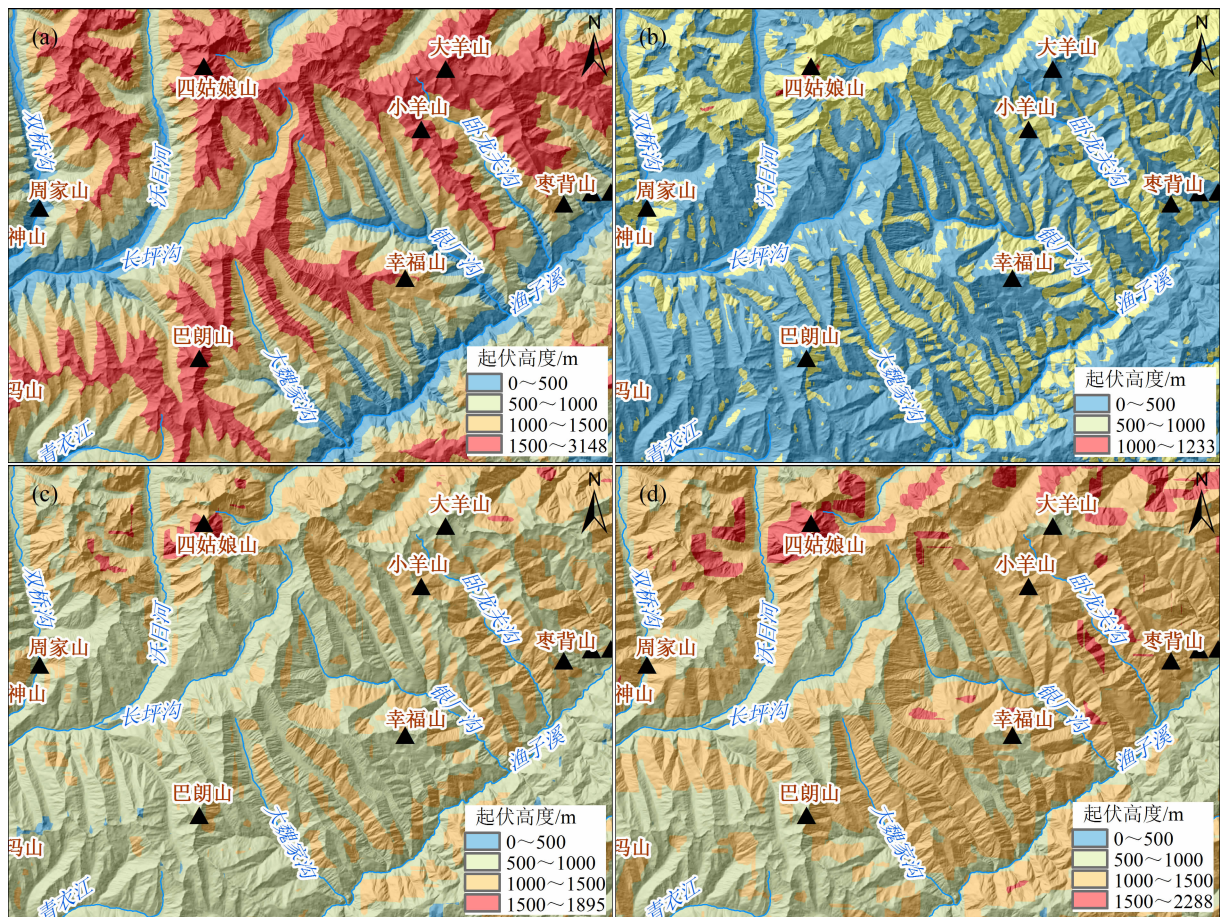 (a)
N
大羊山
四姑娘山
小羊山
双桥沟
沃日河
卧龙关沟
枣背山
周家山
神山
长坪沟
银厂沟
幸福山
渔子溪
巴朗山
大魏家沟
玛山
青衣江
起伏高度/m
0～500
500～1000
1000～1500
1500～3148
(b)
N
大羊山
四姑娘山
小羊山
双桥沟
沃日河
卧龙关沟
枣背山
周家山
神山
长坪沟
银厂沟
幸福山
渔子溪
巴朗山
大魏家沟
玛山
青衣江
起伏高度/m
0～500
500～1000
1000～1233
(c)
N
大羊山
四姑娘山
小羊山
双桥沟
沃日河
卧龙关沟
枣背山
周家山
神山
长坪沟
银厂沟
幸福山
渔子溪
巴朗山
大魏家沟
玛山
青衣江
起伏高度/m
0～500
500～1000
1000～1500
1500～1895
(d)
N
大羊山
四姑娘山
小羊山
双桥沟
沃日河
卧龙关沟
枣背山
周家山
神山
长坪沟
银厂沟
幸福山
渔子溪
巴朗山
大魏家沟
玛山
青衣江
起伏高度/m
0～500
500～1000
1000～1500
1500～2288